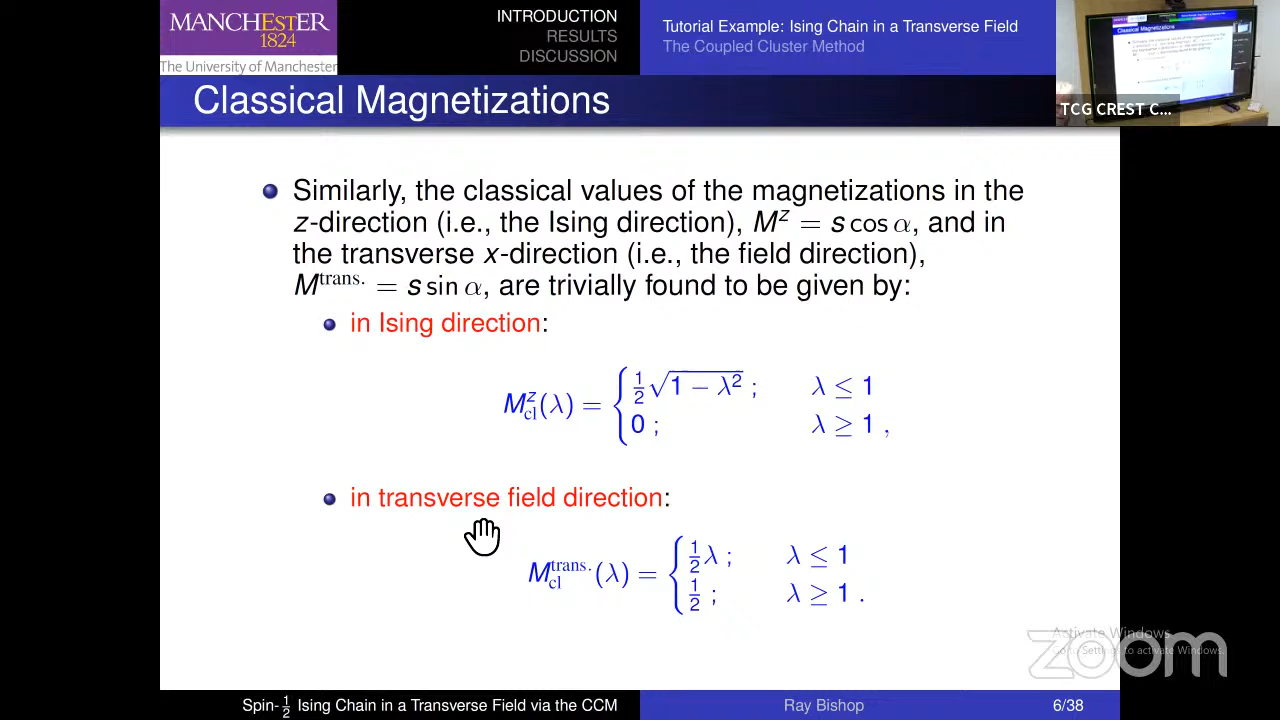 MANCHESTER
1824
The University of Manchester
INTRODUCTION
RESULTS
DISCUSSION
Tutorial Example: Ising Chain in a Transverse Field
The Coupled Cluster Method
TCG CREST C...
Classical Magnetizations
Similarly, the classical values of the magnetizations in the
z-direction (i.e., the Ising direction), M^z = s cos α, and in
the transverse x-direction (i.e., the field direction),
M^trans. = s sin α, are trivially found to be given by:
in Ising direction:
M^z_cl(λ) = { ½√(1 − λ²) ; λ ≤ 1
0 ; λ ≥ 1 ,
in transverse field direction:
M^trans._cl(λ) = { ½λ ; λ ≤ 1
½ ; λ ≥ 1 .
Activate Windows
Go to Settings to activate Windows.
zoom
Spin-½ Ising Chain in a Transverse Field via the CCM
Ray Bishop
6/38